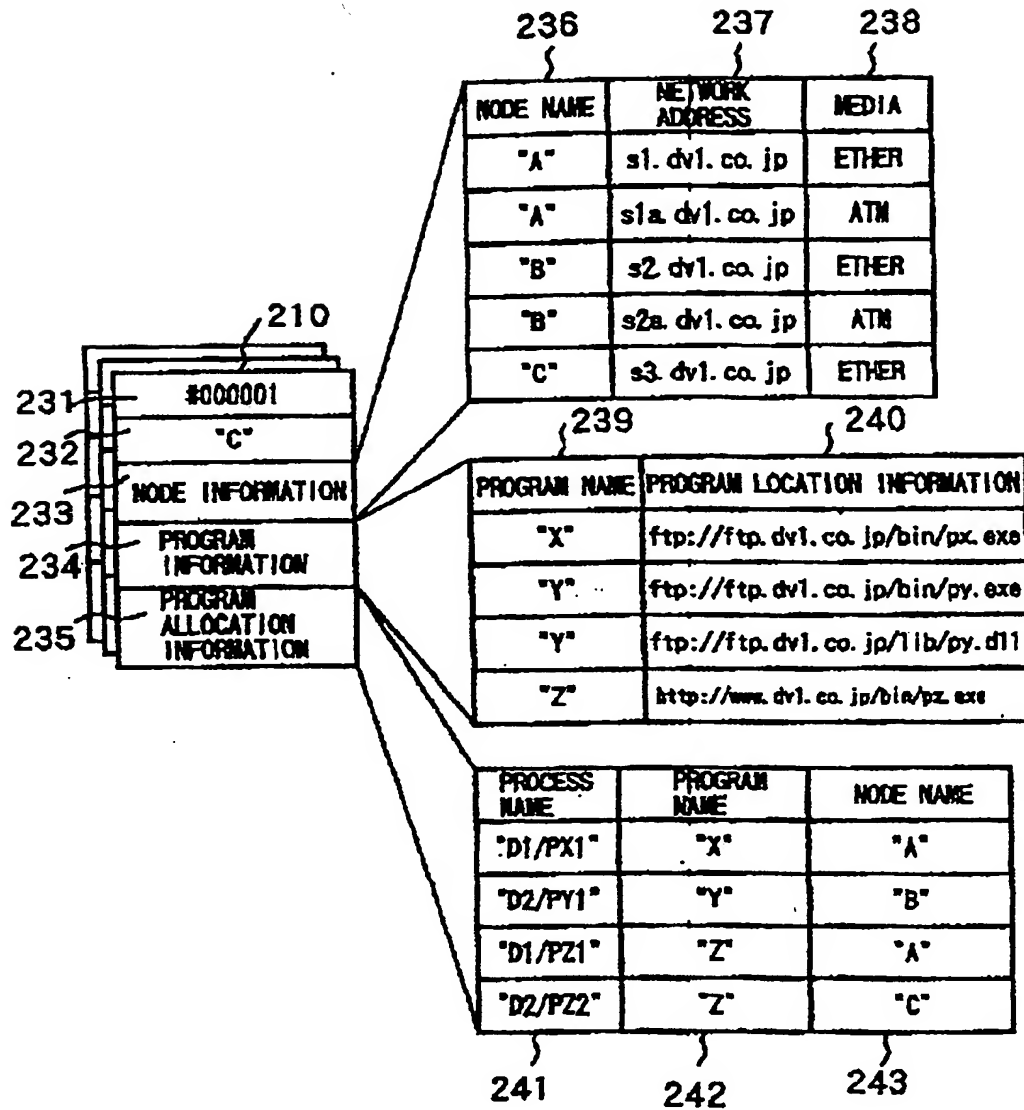 236 237 238
NODE NAME NETWORK ADDRESS MEDIA
"A" s1.dv1.co.jp ETHER
"A" s1a.dv1.co.jp ATM
"B" s2.dv1.co.jp ETHER
"B" s2a.dv1.co.jp ATM
"C" s3.dv1.co.jp ETHER
210
231 #000001
232 "C"
233 NODE INFORMATION
234 PROGRAM INFORMATION
235 PROGRAM ALLOCATION INFORMATION
239 240
PROGRAM NAME PROGRAM LOCATION INFORMATION
"X" ftp://ftp.dv1.co.jp/bin/px.exe
"Y" ftp://ftp.dv1.co.jp/bin/py.exe
"Y" ftp://ftp.dv1.co.jp/lib/py.dll
"Z" http://www.dv1.co.jp/bin/pz.exe
PROCESS NAME PROGRAM NAME NODE NAME
"D1/PX1" "X" "A"
"D2/PY1" "Y" "B"
"D1/PZ1" "Z" "A"
"D2/PZ2" "Z" "C"
241 242 243